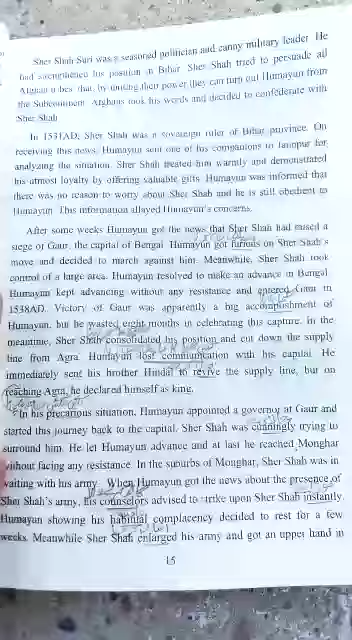 Sher Shah Suri was a seasoned politician and canny military leader. He
had strengthened his position in Bihar. Sher Shah tried to persuade all
Afghan tribes that, by uniting their power they can turn out Humayun from
the Subcontinent. Afghans took his words and decided to confederate with
Sher Shah
In 1531AD, Sher Shah was a sovereign ruler of Bihar province. On
receiving this news, Humayun sent one of his companions to Jaunpur for
analyzing the situation. Sher Shah treated him warmly and demonstrated
his utmost loyalty by offering valuable gifts. Humayun was informed that
there was no reason to worry about Sher Shah and he is still obedient to
Humayun. This information allayed Humayun's concerns.
After some weeks Humayun got the news that Sher Shah had raised a
siege of Gaur, the capital of Bengal. Humayun got furious on Sher Shah's
move and decided to march against him. Meanwhile, Sher Shah took
control of a large area. Humayun resolved to make an advance in Bengal
Humayun kept advancing without any resistance and entered Gaur in
1538AD. Victory of Gaur was apparently a big accomplishment of
Humayun, but he wasted eight months in celebrating this capture. In the
meantime, Sher Shah consolidated his position and cut down the supply
line from Agra. Humayun lost communication with his capital. He
immediately sent his brother Hindal to revive the supply line, but on
reaching Agra, he declared himself as king.
In his precarious situation, Humayun appointed a governor at Gaur and
started this journey back to the capital. Sher Shah was cunningly trying to
surround him. He let Humayun advance and at last he reached Monghar
without facing any resistance. In the suburbs of Monghar, Sher Shah was in
waiting with his army. When Humayun got the news about the presence of
Sher Shah's army, his counselors advised to strike upon Sher Shah instantly.
Humayun showing his habitual complacency decided to rest for a few
weeks. Meanwhile Sher Shah enlarged his army and got an upper hand in
15